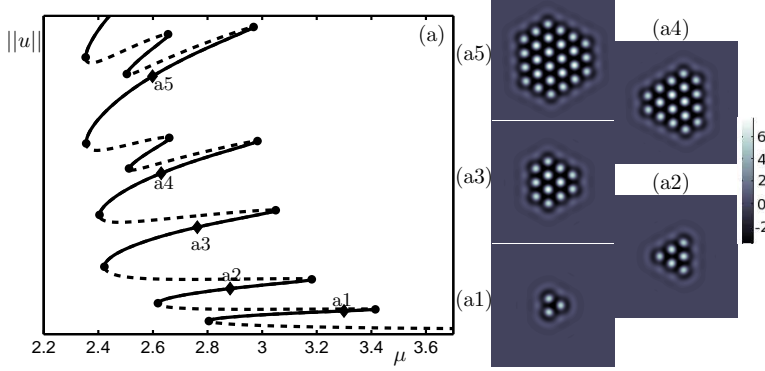 ||u||
(a)
a5
a4
a3
a2
a1
2.2 2.4 2.6 2.8 3 3.2 3.4 3.6
μ
(a5)
(a4)
(a3)
(a2)
(a1)
6
4
2
0
-2